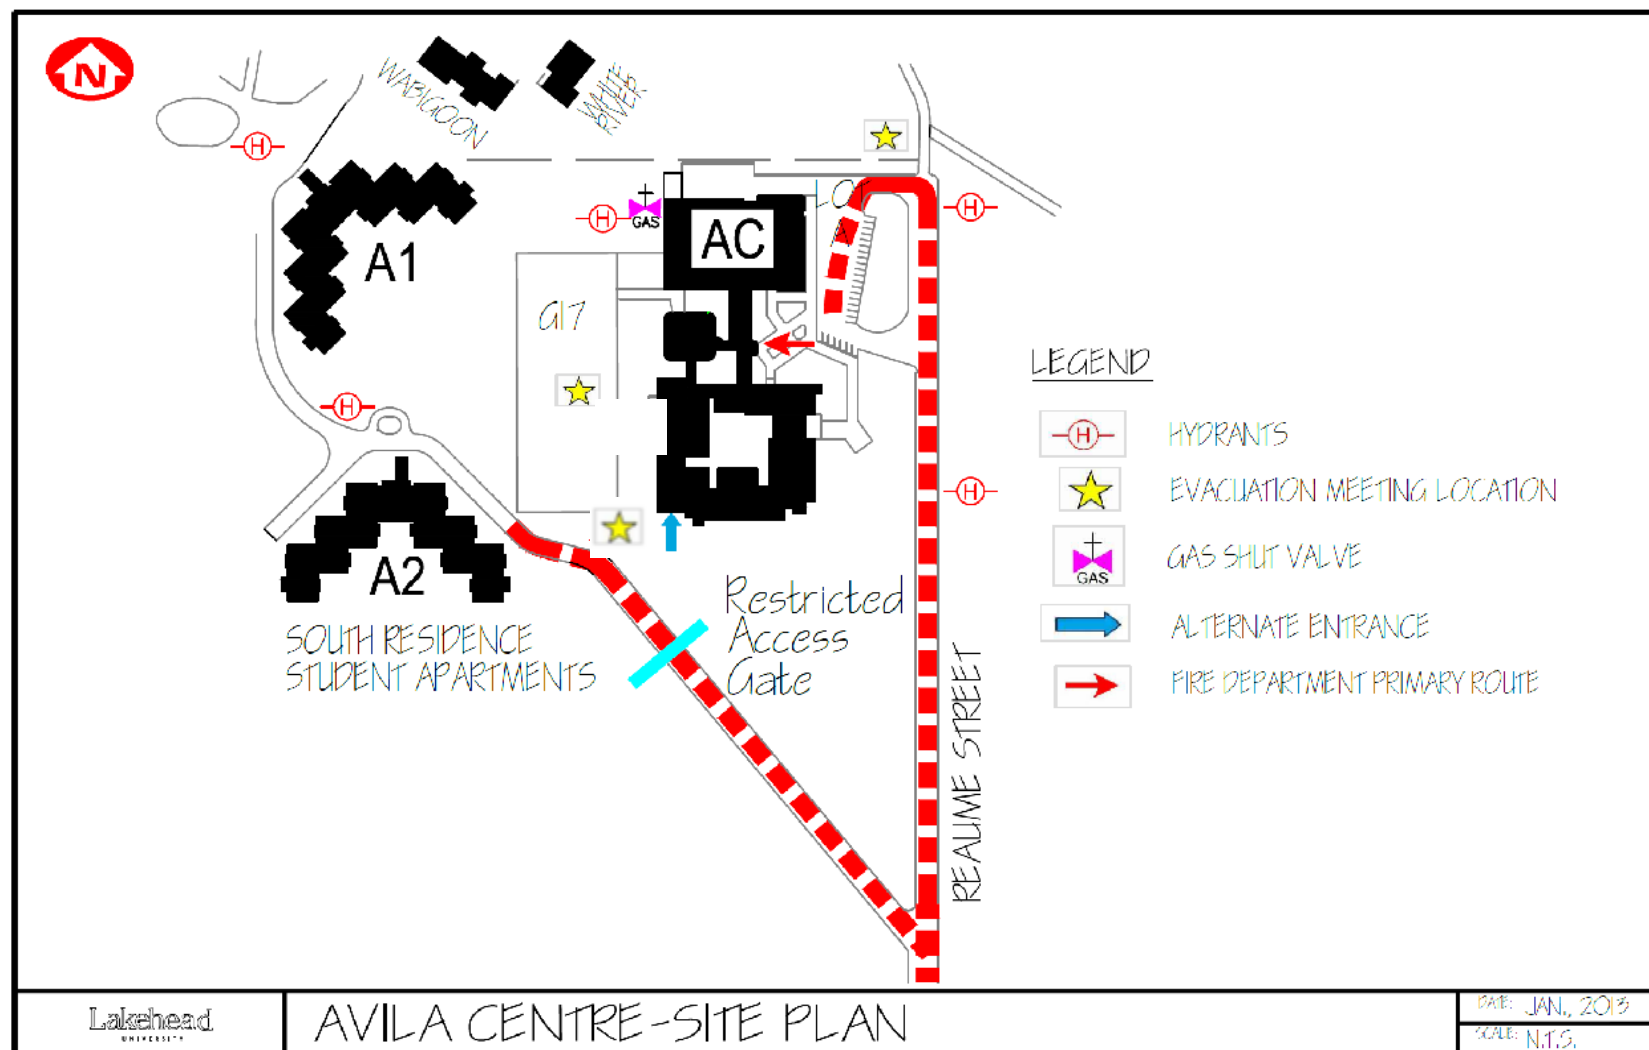 N
WABIGOON
WHITE
RIVER
H
LOT
A
H
GAS
H
AC
A1
G17
H
H
A2
SOUTH RESIDENCE
STUDENT APARTMENTS
Restricted
Access
Gate
REAUME STREET
LEGEND
H HYDRANTS
EVACUATION MEETING LOCATION
GAS GAS SHUT VALVE
ALTERNATE ENTRANCE
FIRE DEPARTMENT PRIMARY ROUTE
Lakehead
UNIVERSITY
AVILA CENTRE-SITE PLAN
DATE: JAN., 2013
SCALE: N.T.S.